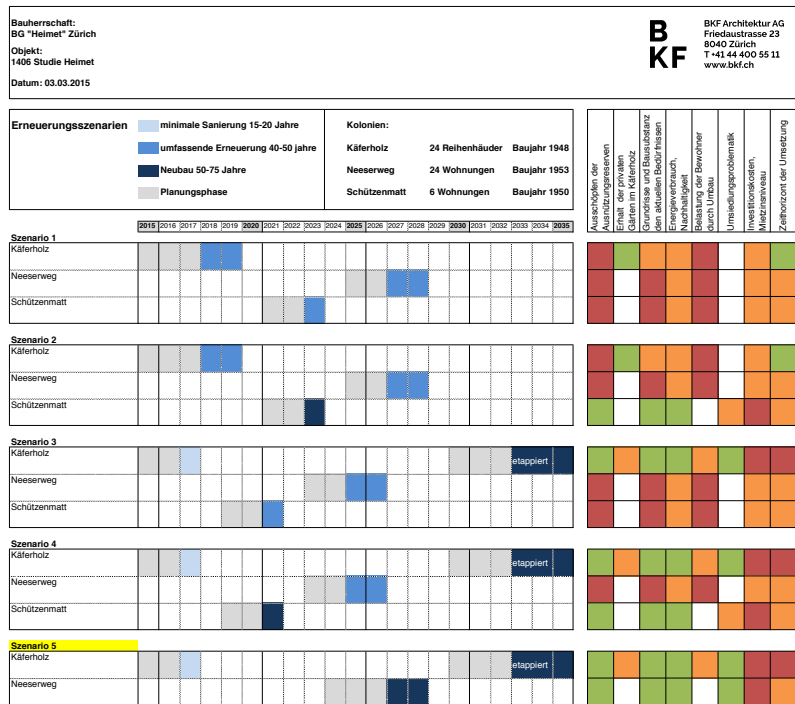 Bauherrschaft:
BG "Heimet" Zürich
Objekt:
1406 Studie Heimet
Datum: 03.03.2015
B
KF
BKF Architektur AG
Friedaustrasse 23
8040 Zürich
T +41 44 400 55 11
www.bkf.ch
Erneuerungsszenarien
minimale Sanierung 15-20 Jahre
umfassende Erneuerung 40-50 jahre
Neubau 50-75 Jahre
Planungsphase
Kolonien:
Käferholz 24 Reihenhäuder Baujahr 1948
Neeserweg 24 Wohnungen Baujahr 1953
Schützenmatt 6 Wohnungen Baujahr 1950
Ausschöpfen der
Ausnützungsreserven
Erhalt der privaten
Gärten im Käferholz
Grundrisse und Bausubstanz
den aktuellen Bedürfnissen
Energieverbrauch,
Nachhaltigkeit
Belastung der Bewohner
durch Umbau
Umsiedlungsproblematik
Investitionskosten,
Mietzinsniveau
Zeithorizont der Umsetzung
2015 2016 2017 2018 2019 2020 2021 2022 2023 2024 2025 2026 2027 2028 2029 2030 2031 2032 2033 2034 2035
Szenario 1
Käferholz
Neeserweg
Schützenmatt
Szenario 2
Käferholz
Neeserweg
Schützenmatt
Szenario 3
Käferholz
etappiert
Neeserweg
Schützenmatt
Szenario 4
Käferholz
etappiert
Neeserweg
Schützenmatt
Szenario 5
Käferholz
etappiert
Neeserweg